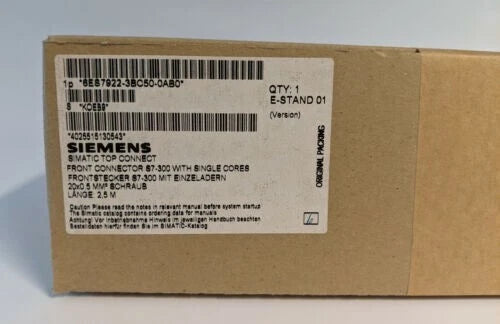 1p *6ES7922-3BC50-0AB0*
QTY: 1
E-STAND 01
(Version)
S *KOEB9*
*4025515130543*
SIEMENS
SIMATIC TOP CONNECT
FRONT CONNECTOR S7-300 WITH SINGLE CORES
FRONTSTECKER S7-300 MIT EINZELADERN
20x0.5 MM² SCHRAUB
LÄNGE: 2,5 M
Caution Please read the notes in relevant manual before system startup
The Simatic catalog contains ordering data for manuals
Achtung! Vor Inbetriebnahme Hinweis im jeweiligen Handbuch beachten
Bestelldaten hierfür finden Sie im SIMATIC-Katalog
ORIGINAL PACKING